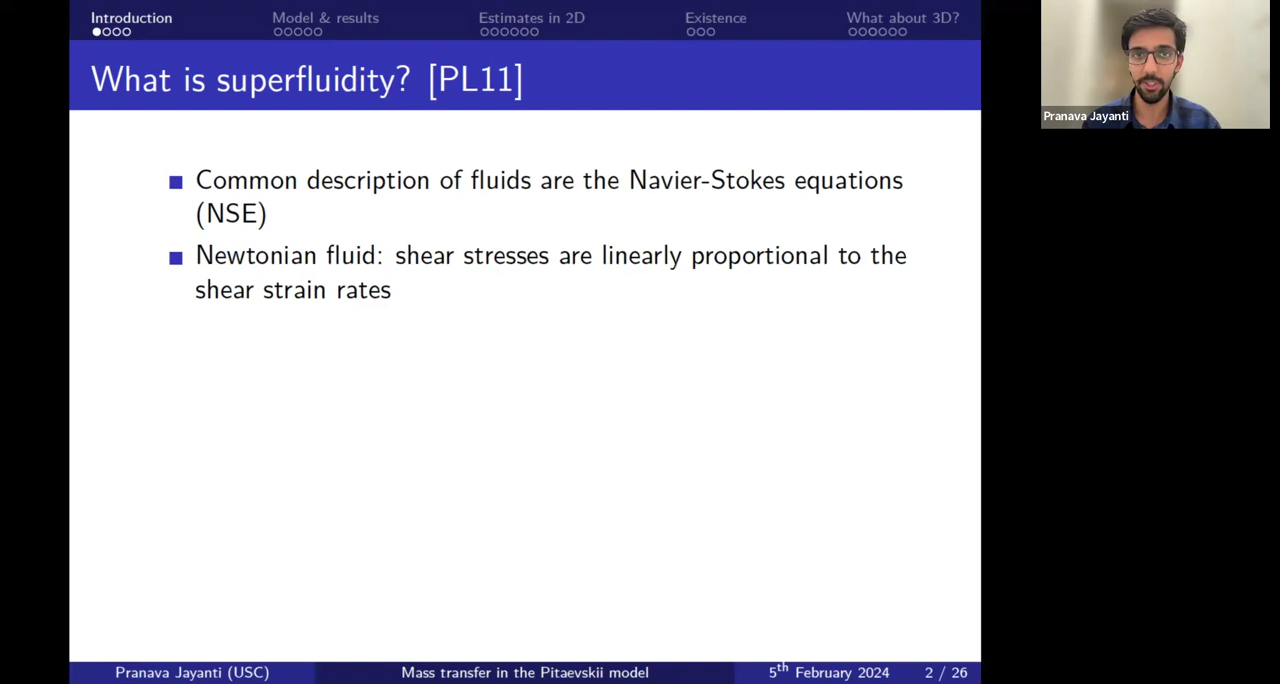 Introduction
Model & results
Estimates in 2D
Existence
What about 3D?
What is superfluidity? [PL11]
Pranava Jayanti
Common description of fluids are the Navier-Stokes equations
(NSE)
Newtonian fluid: shear stresses are linearly proportional to the
shear strain rates
Pranava Jayanti (USC)
Mass transfer in the Pitaevskii model
5th February 2024
2 / 26